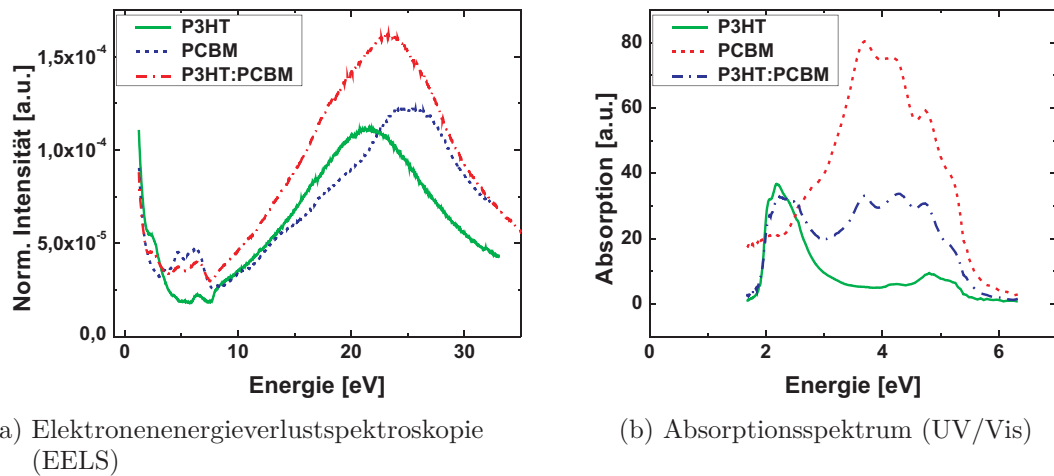 P3HT
PCBM
P3HT:PCBM
1,5x10⁻⁴
1,0x10⁻⁴
5,0x10⁻⁵
0,0
Norm. Intensität [a.u.]
0 10 20 30
Energie [eV]
a) Elektronenenergieverlustspektroskopie
(EELS)
P3HT
PCBM
P3HT:PCBM
80
60
40
20
0
Absorption [a.u.]
0 2 4 6
Energie [eV]
(b) Absorptionsspektrum (UV/Vis)